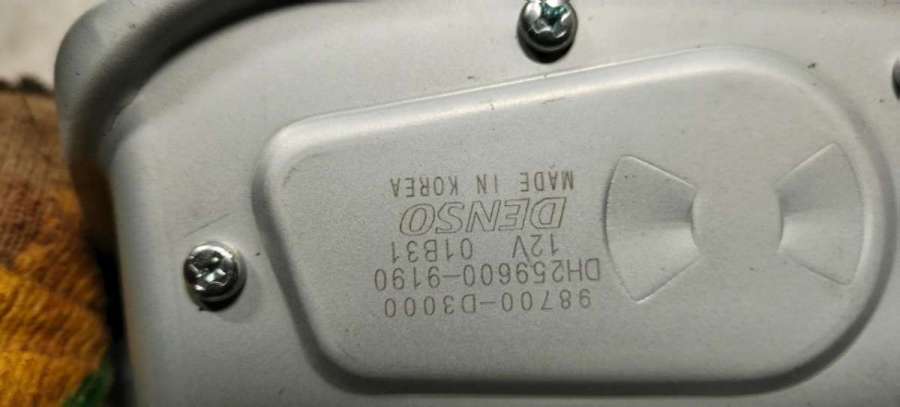 98700-D3000
DH259600-9190
12V 01B31
DENSO
MADE IN KOREA